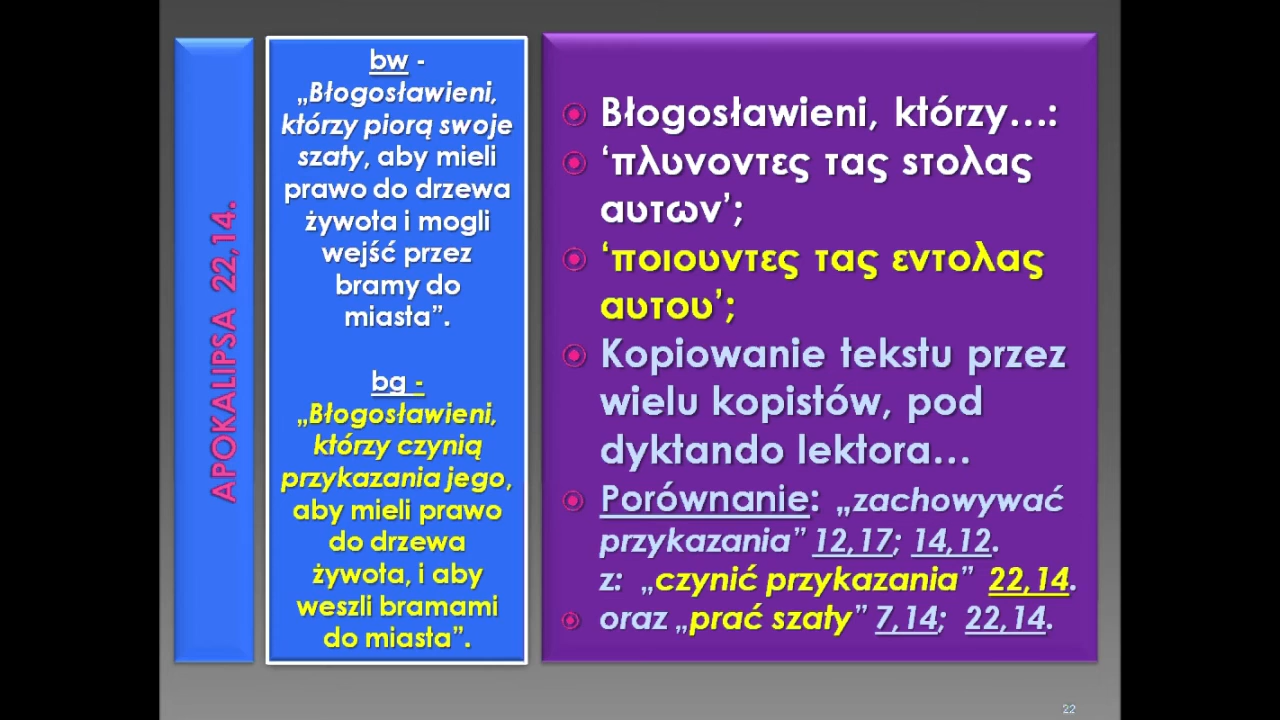 APOKALIPSA 22,14.
bw -
„Błogosławieni,
którzy piorą swoje
szaty, aby mieli
prawo do drzewa
żywota i mogli
wejść przez
bramy do
miasta”.
bg -
„Błogosławieni,
którzy czynią
przykazania jego,
aby mieli prawo
do drzewa
żywota, i aby
weszli bramami
do miasta”.
Błogosławieni, którzy…:
‘πλυνοντες τας sτολας
αυτων’;
‘ποιουντες τας εντολας
αυτου’;
Kopiowanie tekstu przez
wielu kopistów, pod
dyktando lektora…
Porównanie: „zachowywać
przykazania” 12,17; 14,12.
z: „czynić przykazania” 22,14.
oraz „prać szaty” 7,14; 22,14.
22